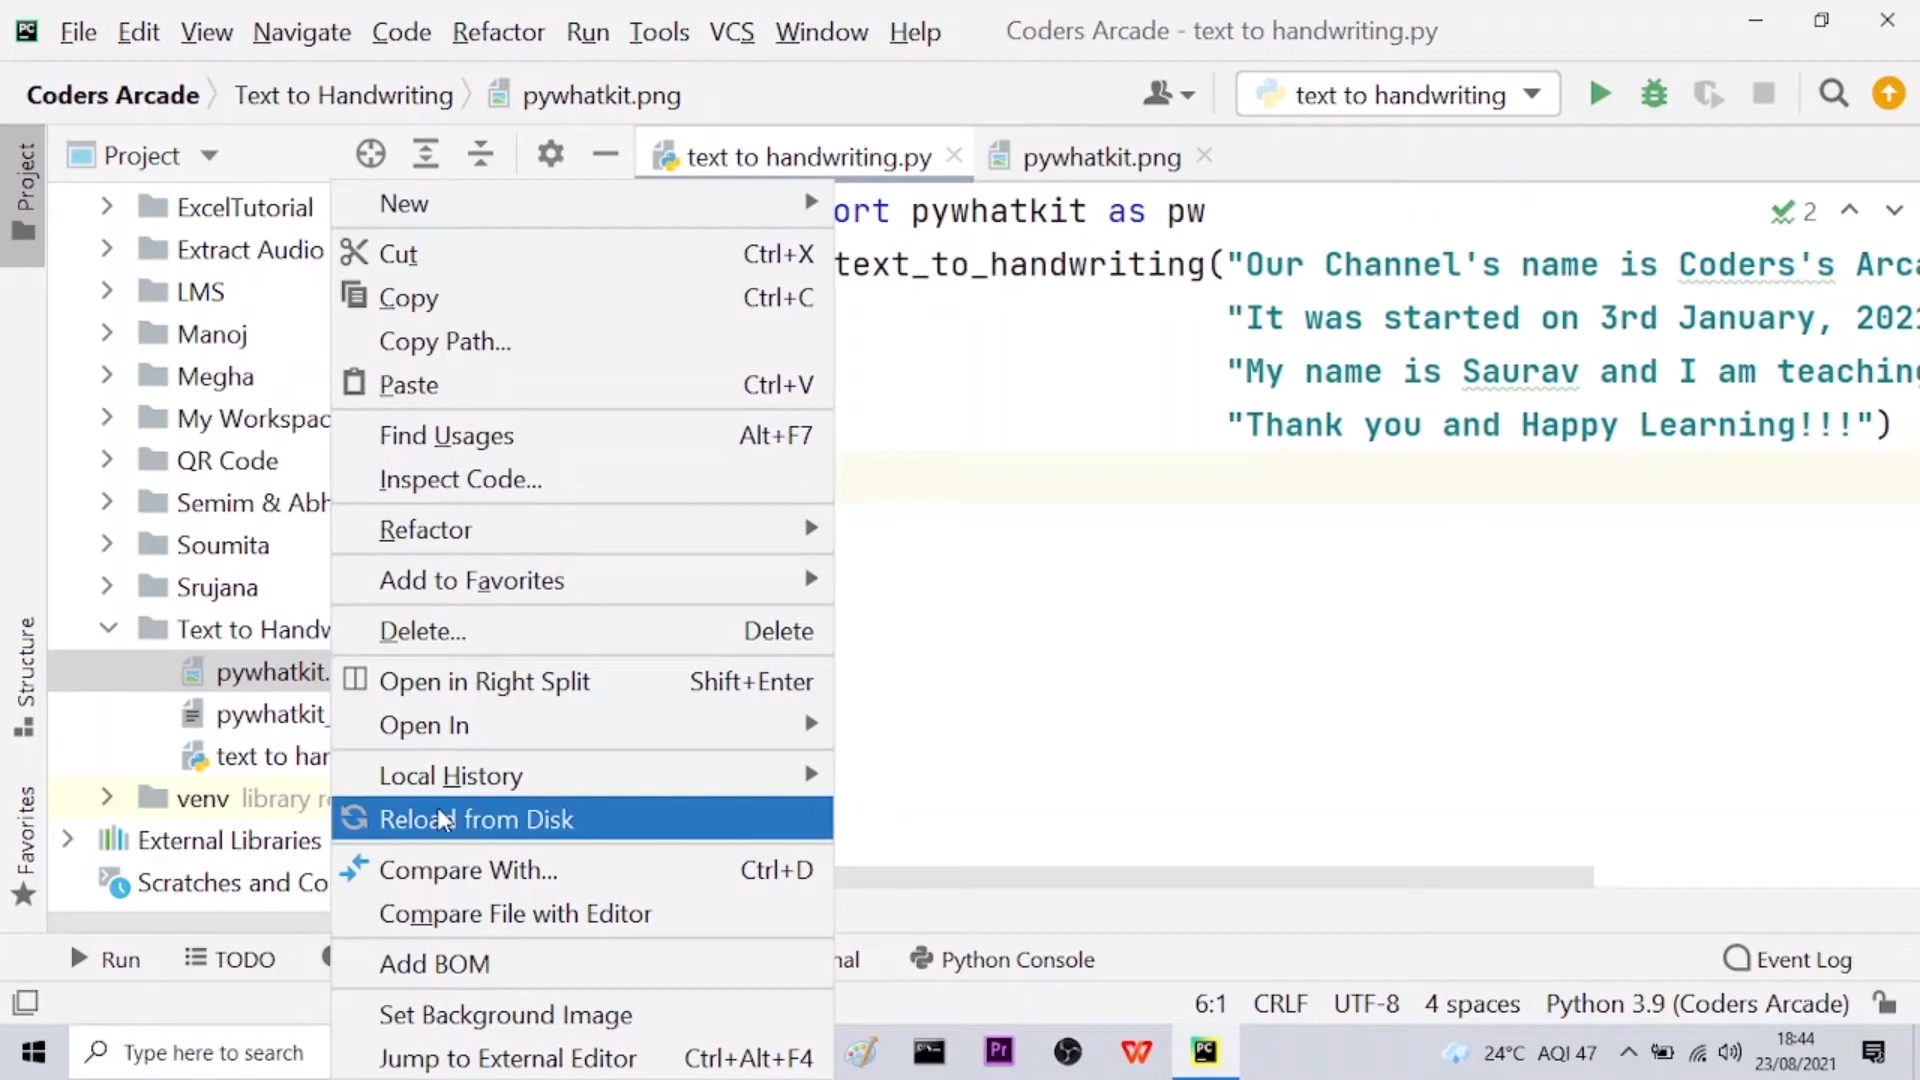 File Edit View Navigate Code Refactor Run Tools VCS Window Help Coders Arcade - text to handwriting.py
Coders Arcade Text to Handwriting pywhatkit.png text to handwriting
Project
Project
text to handwriting.py
pywhatkit.png
ExcelTutorial
Extract Audio
LMS
Manoj
Megha
My Workspac
QR Code
Semim & Abh
Soumita
Srujana
Text to Handw
pywhatkit.
pywhatkit_
text to har
venv library r
External Libraries
Scratches and Co
Structure
Favorites
New
Cut Ctrl+X
Copy Ctrl+C
Copy Path...
Paste Ctrl+V
Find Usages Alt+F7
Inspect Code...
Refactor
Add to Favorites
Delete... Delete
Open in Right Split Shift+Enter
Open In
Local History
Reload from Disk
Compare With... Ctrl+D
Compare File with Editor
Add BOM
Set Background Image
Jump to External Editor Ctrl+Alt+F4
ort pywhatkit as pw
text_to_handwriting("Our Channel's name is Coders's Arca
"It was started on 3rd January, 2021
"My name is Saurav and I am teaching
"Thank you and Happy Learning!!!")
2
Run TODO nal Python Console Event Log
6:1 CRLF UTF-8 4 spaces Python 3.9 (Coders Arcade)
Type here to search
Pr
PC
24°C AQI 47
18:44
23/08/2021